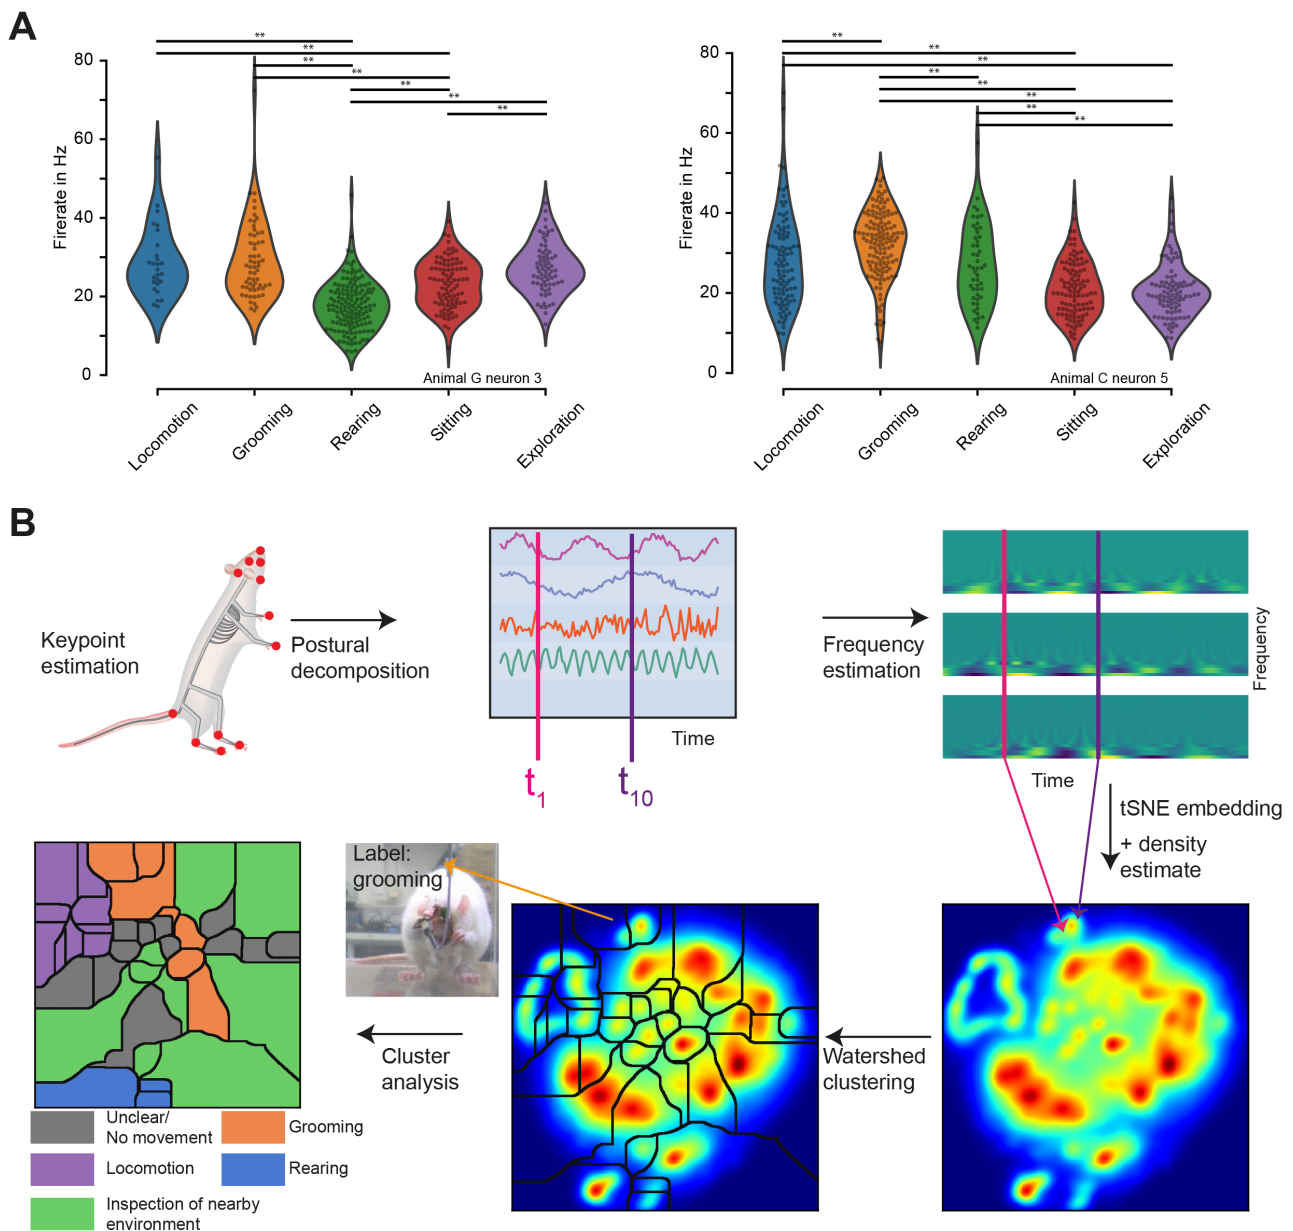 A
**
**
**
**
**
**
**
80
60
40
20
0
Firerate in Hz
Animal G neuron 3
Locomotion
Grooming
Rearing
Sitting
Exploration
**
**
**
**
**
**
**
**
80
60
40
20
0
Firerate in Hz
Animal C neuron 5
Locomotion
Grooming
Rearing
Sitting
Exploration
B
Keypoint
estimation
Postural
decomposition
Time
t1
t10
Frequency
estimation
Frequency
Time
tSNE embedding
+ density
estimate
Watershed
clustering
Label:
grooming
Cluster
analysis
Unclear/
No movement
Grooming
Locomotion
Rearing
Inspection of nearby
environment